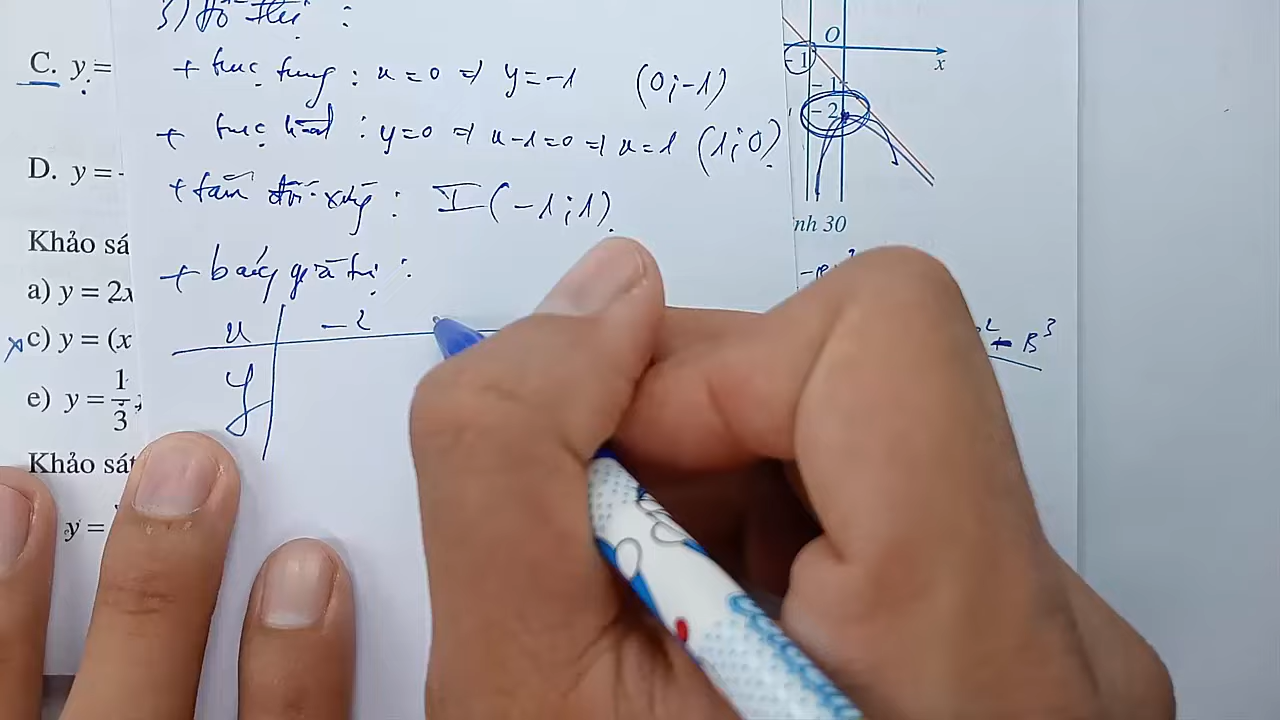 3) Đồ thị :
+ trục tung : x = 0 ⇒ y = -1 (0;-1)
+ trục hoành : y=0 ⇒ x-1=0 ⇒ x=1 (1;0)
+ tâm đối xứng : I(-1;1).
+ bảng giá trị :
x -2
y
C. y =
D. y = -
Khảo sá
a) y = 2x
c) y = (x
e) y = 1/3
Khảo sát
y =
O
x
-1
-1
-2
nh 30
B³